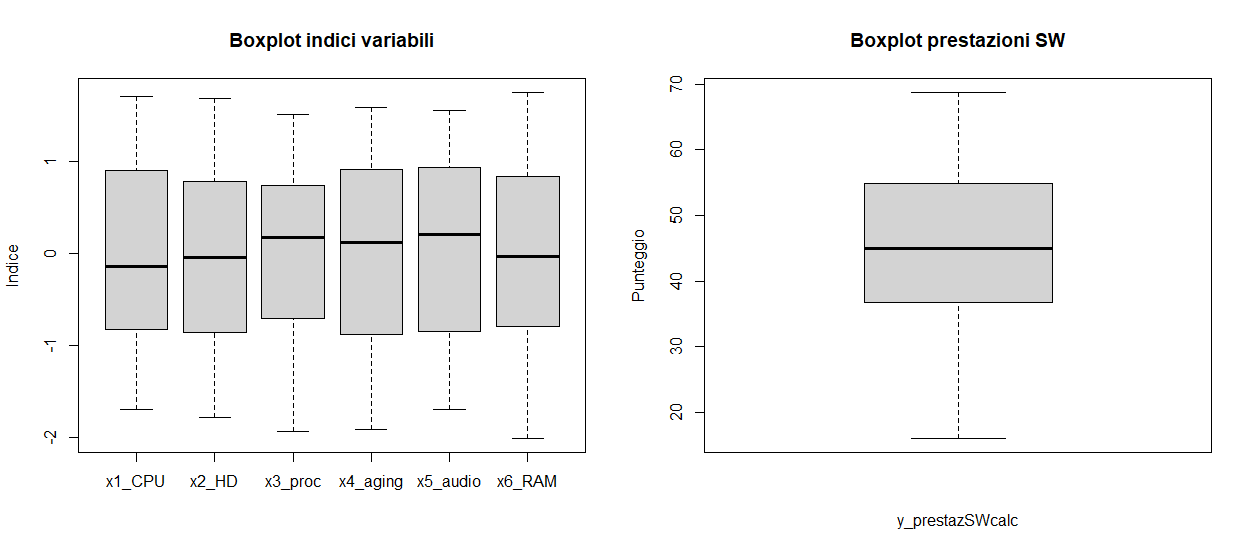 Boxplot indici variabili
Indice
1
0
-1
-2
x1_CPU x2_HD x3_proc x4_aging x5_audio x6_RAM
Boxplot prestazioni SW
Punteggio
70
60
50
40
30
20
y_prestazSWcalc